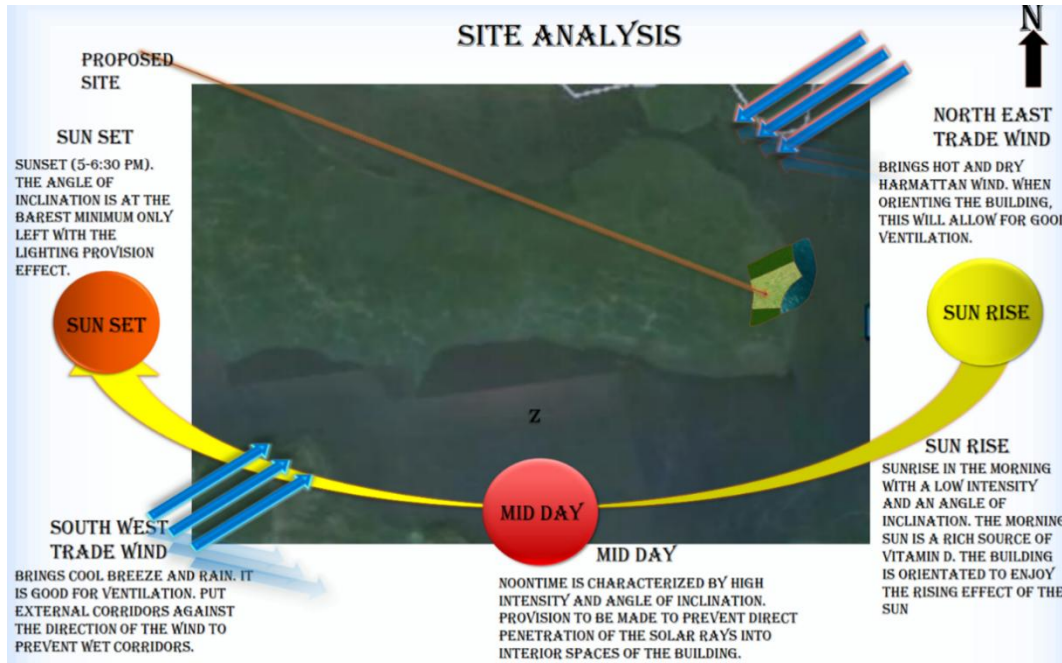 SITE ANALYSIS
N
PROPOSED
SITE
SUN SET
SUNSET (5-6:30 PM).
THE ANGLE OF
INCLINATION IS AT THE
BAREST MINIMUM ONLY
LEFT WITH THE
LIGHTING PROVISION
EFFECT.
NORTH EAST
TRADE WIND
BRINGS HOT AND DRY
HARMATTAN WIND. WHEN
ORIENTING THE BUILDING,
THIS WILL ALLOW FOR GOOD
VENTILATION.
SUN SET
SUN RISE
Z
MID DAY
SOUTH WEST
TRADE WIND
BRINGS COOL BREEZE AND RAIN. IT
IS GOOD FOR VENTILATION. PUT
EXTERNAL CORRIDORS AGAINST
THE DIRECTION OF THE WIND TO
PREVENT WET CORRIDORS.
MID DAY
NOONTIME IS CHARACTERIZED BY HIGH
INTENSITY AND ANGLE OF INCLINATION.
PROVISION TO BE MADE TO PREVENT DIRECT
PENETRATION OF THE SOLAR RAYS INTO
INTERIOR SPACES OF THE BUILDING.
SUN RISE
SUNRISE IN THE MORNING
WITH A LOW INTENSITY
AND AN ANGLE OF
INCLINATION. THE MORNING
SUN IS A RICH SOURCE OF
VITAMIN D. THE BUILDING
IS ORIENTATED TO ENJOY
THE RISING EFFECT OF THE
SUN